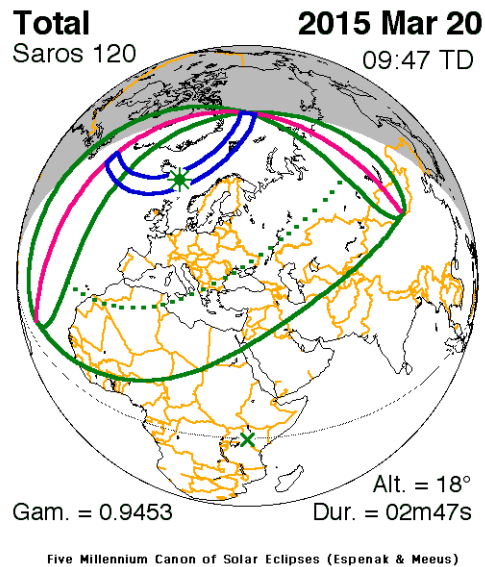 Total 2015 Mar 20
Saros 120 09:47 TD
Alt. = 18°
Gam. = 0.9453 Dur. = 02m47s
Five Millennium Canon of Solar Eclipses (Espenak & Meeus)